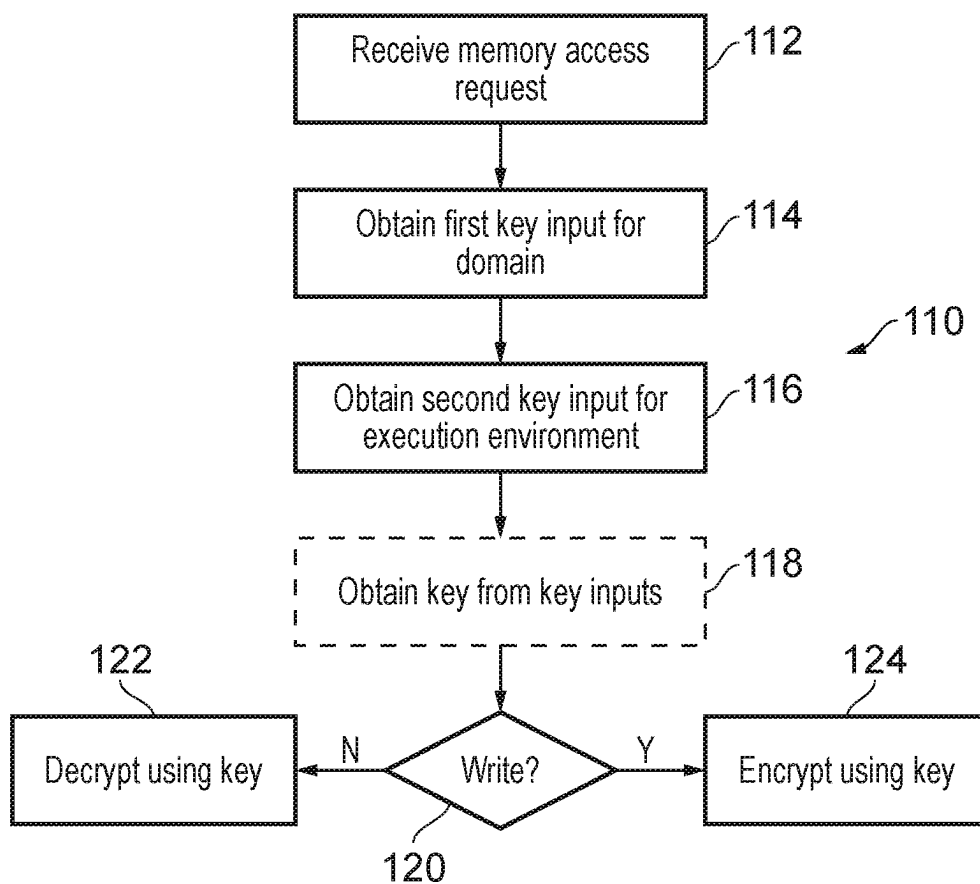 Receive memory access
request
112
Obtain first key input for
domain
114
110
Obtain second key input for
execution environment
116
Obtain key from key inputs
118
122
124
Decrypt using key
N
Write?
Y
Encrypt using key
120